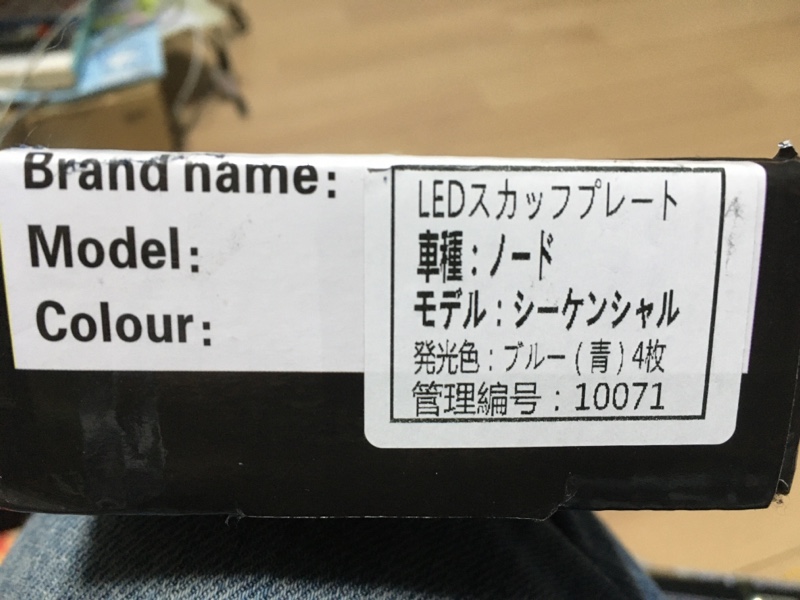 Brand name:
Model:
Colour:
LEDスカッフプレート
車種:ノード
モデル:シーケンシャル
発光色:ブルー(青)4枚
管理編号:10071